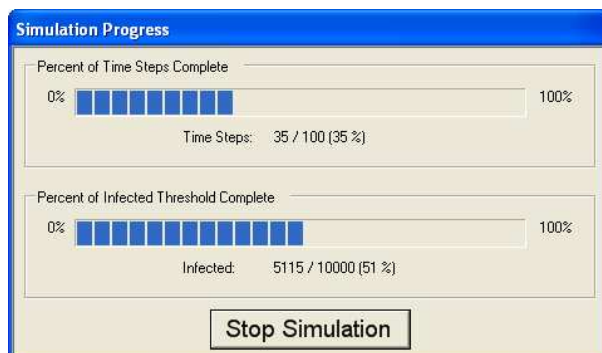 Simulation Progress
Percent of Time Steps Complete
0% 100%
Time Steps: 35 / 100 (35 %)
Percent of Infected Threshold Complete
0% 100%
Infected: 5115 / 10000 (51 %)
Stop Simulation